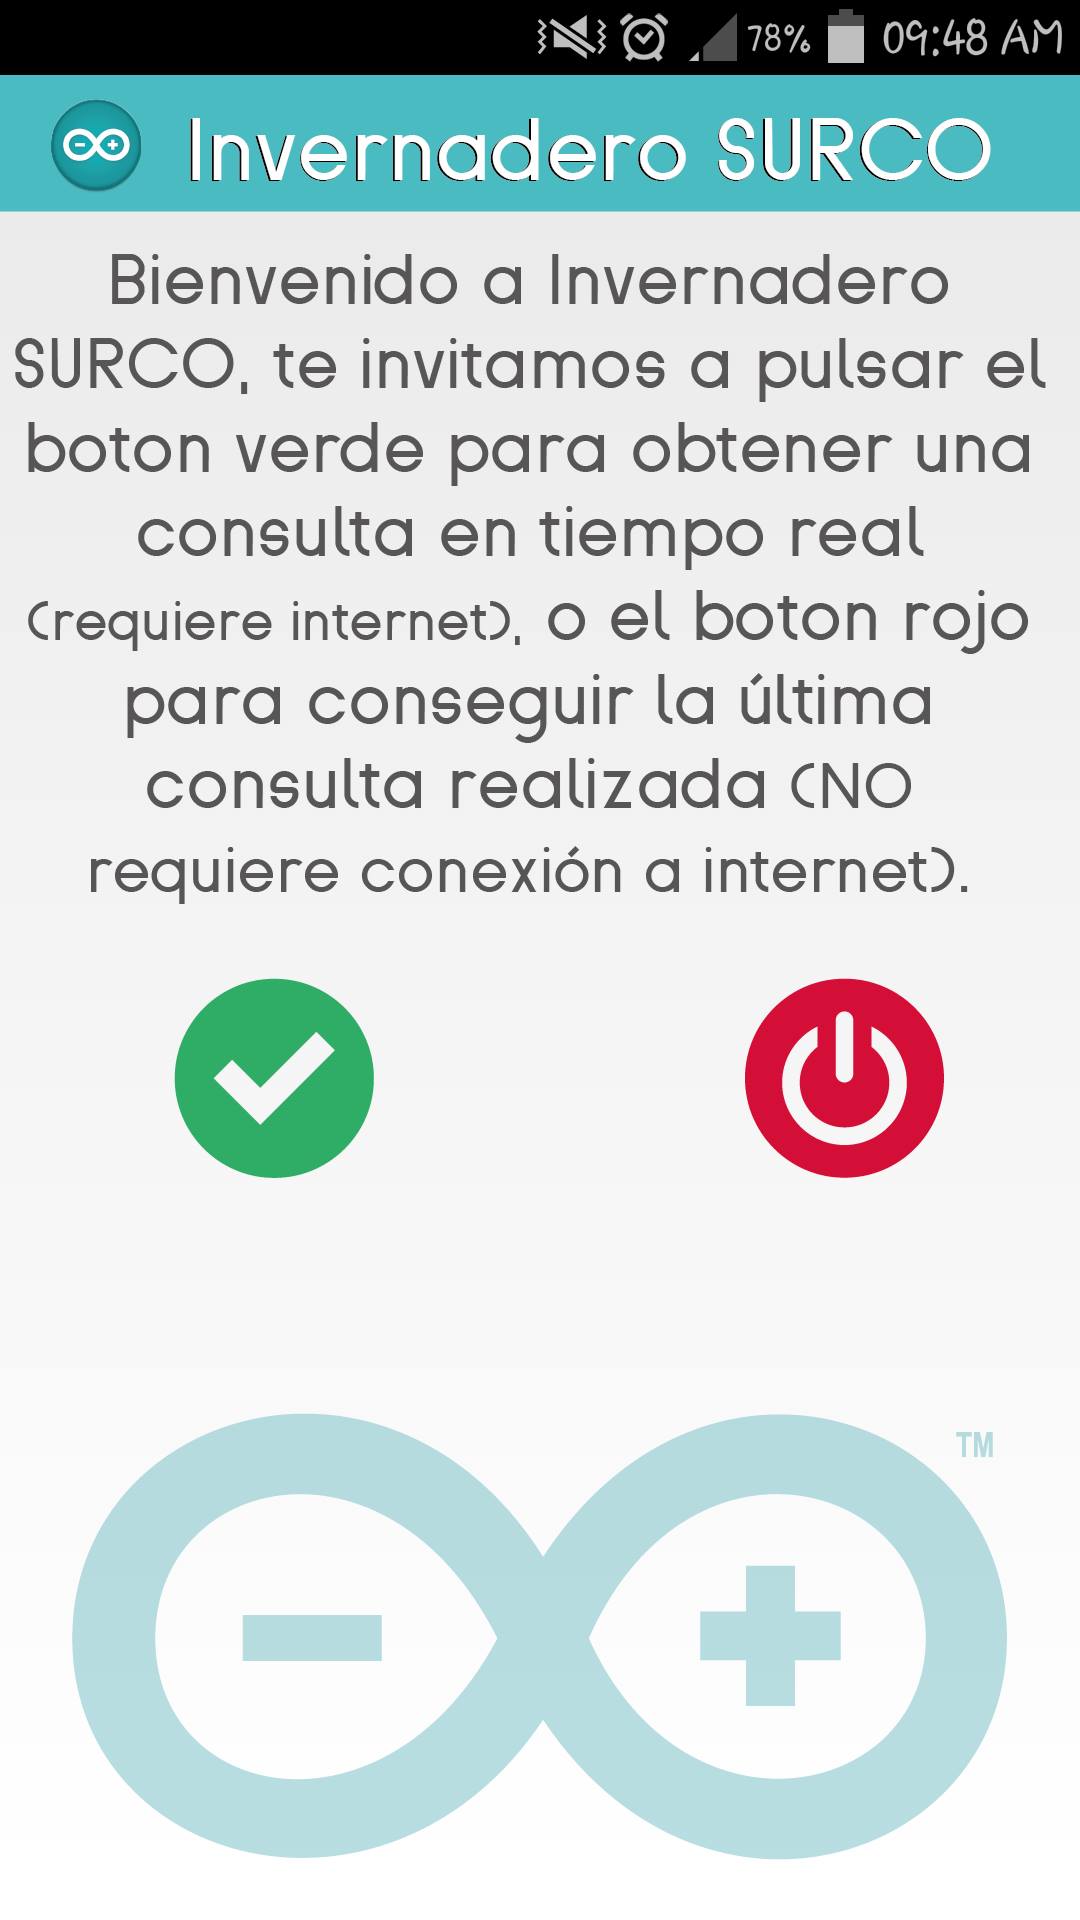 78% 09:48 AM
Invernadero SURCO
Bienvenido a Invernadero
SURCO, te invitamos a pulsar el
boton verde para obtener una
consulta en tiempo real
(requiere internet), o el boton rojo
para conseguir la última
consulta realizada (NO
requiere conexión a internet).
TM